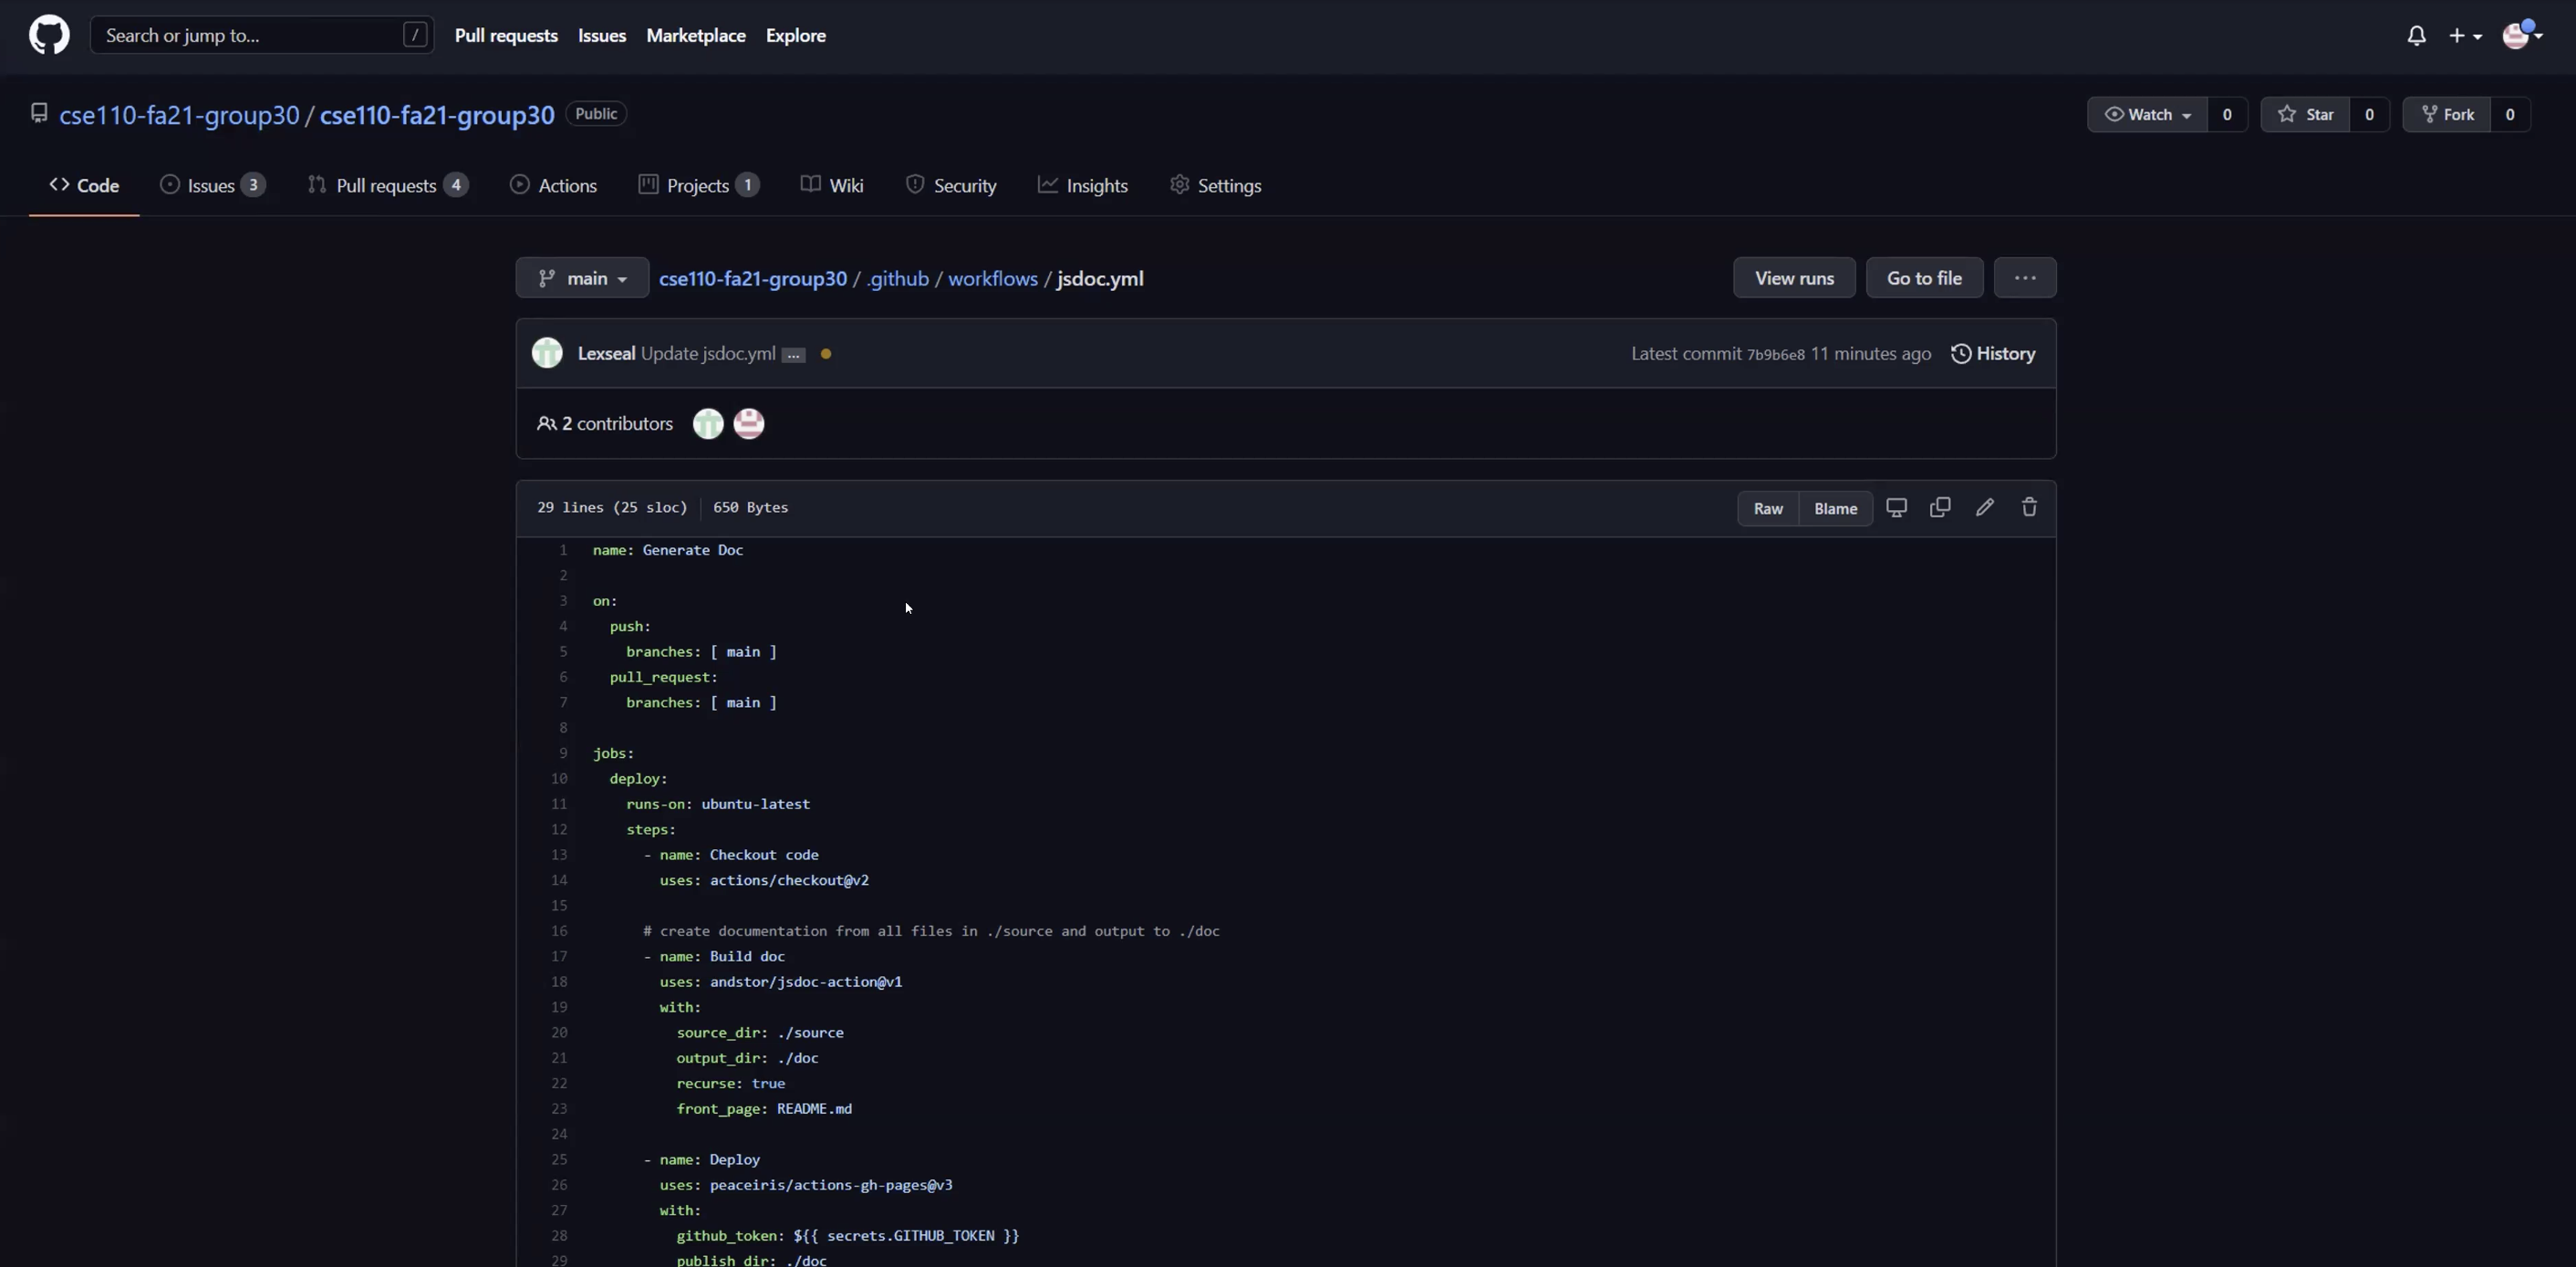 Search or jump to... / Pull requests Issues Marketplace Explore
cse110-fa21-group30 / cse110-fa21-group30 Public Watch 0 Star 0 Fork 0
Code Issues 3 Pull requests 4 Actions Projects 1 Wiki Security Insights Settings
main cse110-fa21-group30 / .github / workflows / jsdoc.yml View runs Go to file ...
Lexseal Update jsdoc.yml ... Latest commit 7b9b6e8 11 minutes ago History
2 contributors
29 lines (25 sloc) 650 Bytes Raw Blame
1 name: Generate Doc
2
3 on:
4 push:
5 branches: [ main ]
6 pull_request:
7 branches: [ main ]
8
9 jobs:
10 deploy:
11 runs-on: ubuntu-latest
12 steps:
13 - name: Checkout code
14 uses: actions/checkout@v2
15
16 # create documentation from all files in ./source and output to ./doc
17 - name: Build doc
18 uses: andstor/jsdoc-action@v1
19 with:
20 source_dir: ./source
21 output_dir: ./doc
22 recurse: true
23 front_page: README.md
24
25 - name: Deploy
26 uses: peaceiris/actions-gh-pages@v3
27 with:
28 github_token: ${{ secrets.GITHUB_TOKEN }}
29 publish_dir: ./doc